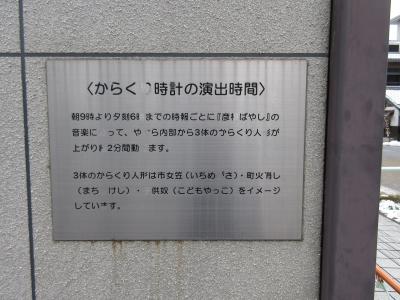 〈からく 時計の演出時間〉
朝9時より夕刻6 までの時報ごとに『彦 ばやし』の
音楽に って、や ら内部から3体のからくり人 が
上がり 2分間動 ます。
3体のからくり人形は市女笠(いちめ さ)・町火消し
(まち けし)・ 供奴(こどもやっこ)をイメージ
しています。